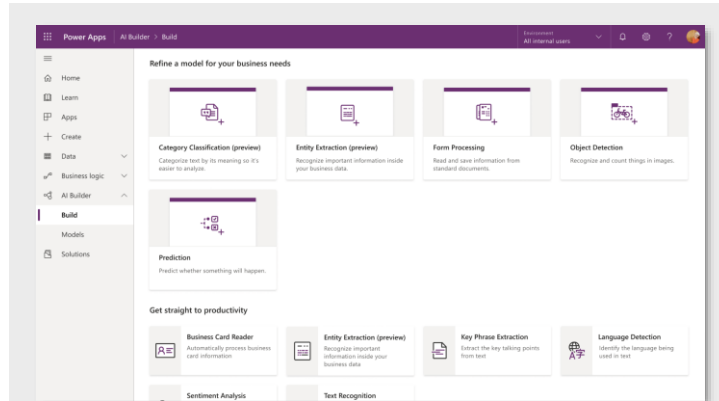 Power Apps
AI Builder > Build
Environment
All internal users
?
Home
Learn
Apps
Create
Data
Business logic
AI Builder
Build
Models
Solutions
Refine a model for your business needs
Category Classification (preview)
Categorize text by its meaning so it's
easier to analyze.
Entity Extraction (preview)
Recognize important information inside
your business data.
Form Processing
Read and save information from
standard documents.
Object Detection
Recognize and count things in images.
Prediction
Predict whether something will happen.
Get straight to productivity
Business Card Reader
Automatically process business
card information
Entity Extraction (preview)
Recognize important
information inside your
business data
Key Phrase Extraction
Extract the key talking points
from text
A字
Language Detection
Identify the language being
used in text
Sentiment Analysis
Text Recognition